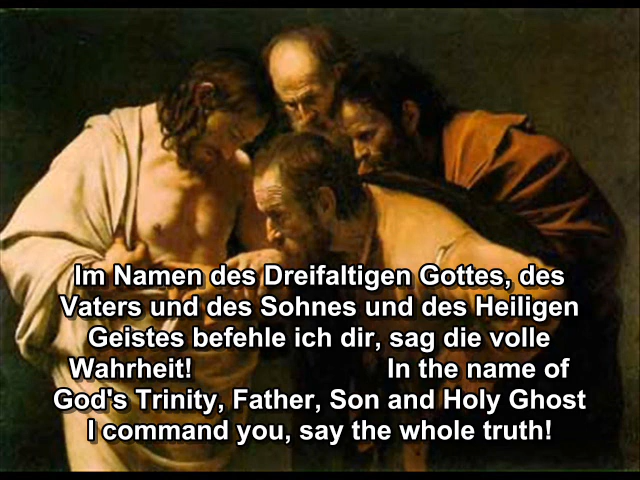 Im Namen des Dreifaltigen Gottes, des
Vaters und des Sohnes und des Heiligen
Geistes befehle ich dir, sag die volle
Wahrheit! In the name of
God's Trinity, Father, Son and Holy Ghost
I command you, say the whole truth!